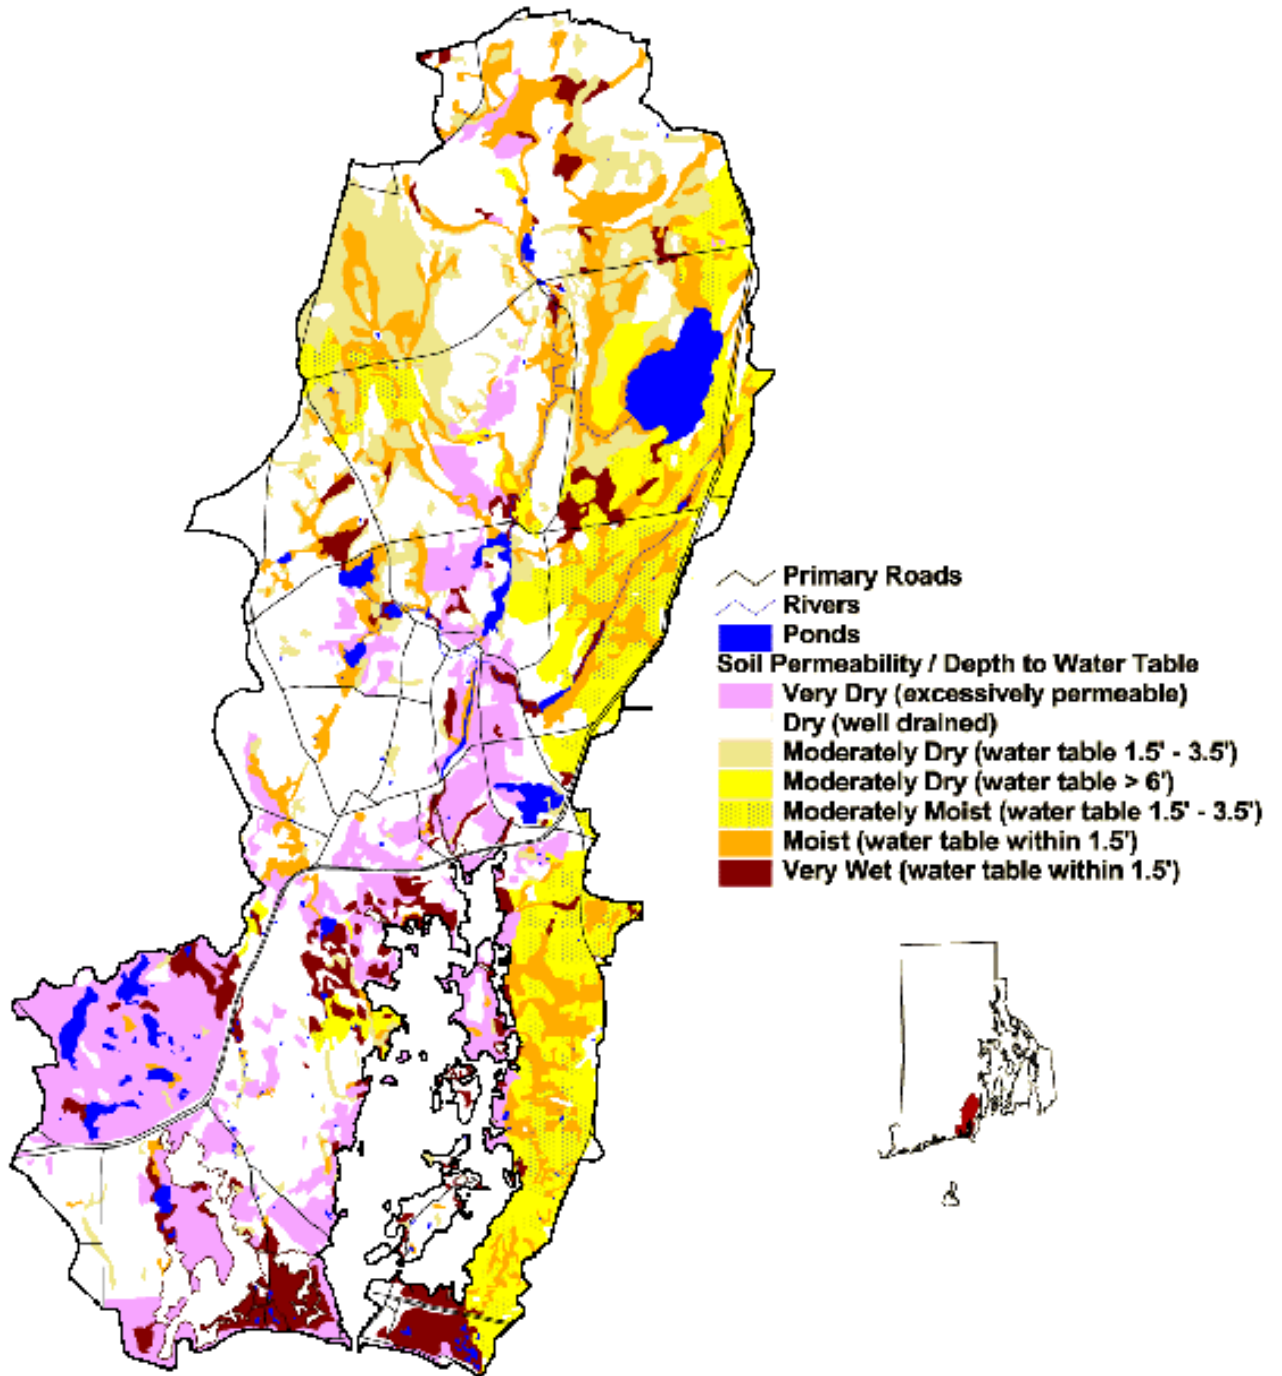 Primary Roads
Rivers
Ponds
Soil Permeability / Depth to Water Table
Very Dry (excessively permeable)
Dry (well drained)
Moderately Dry (water table 1.5' - 3.5')
Moderately Dry (water table > 6')
Moderately Moist (water table 1.5' - 3.5')
Moist (water table within 1.5')
Very Wet (water table within 1.5')